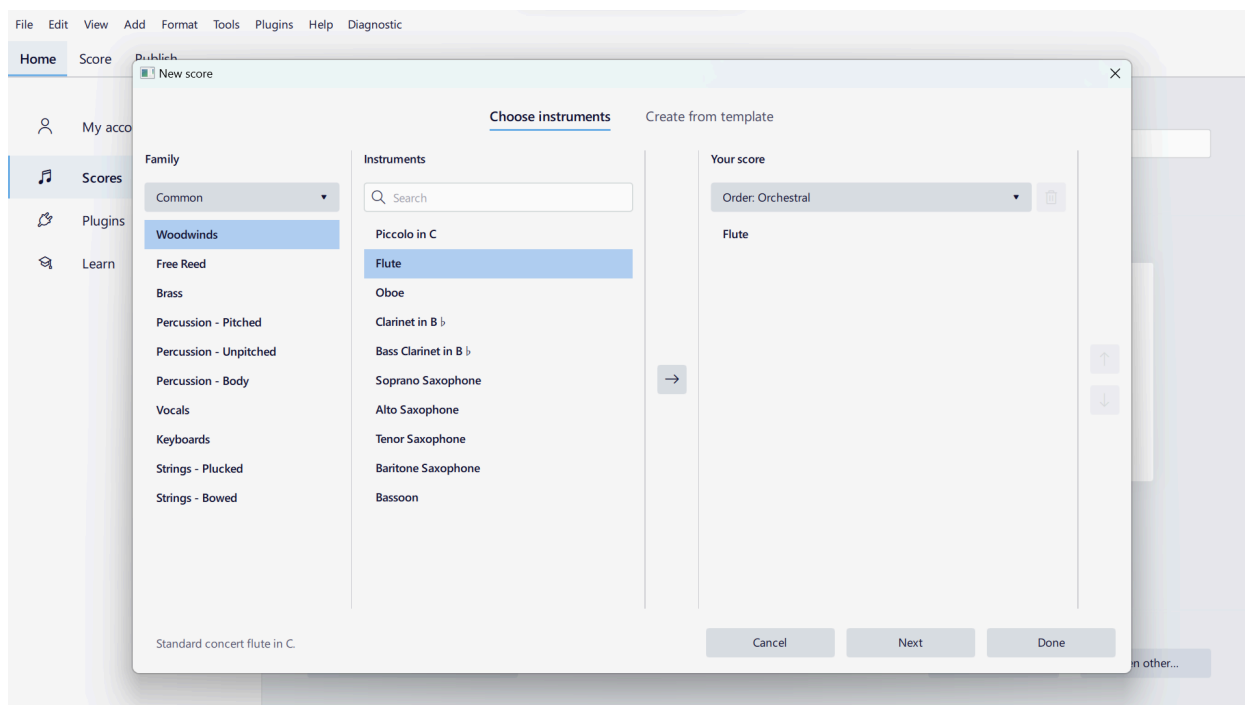 File Edit View Add Format Tools Plugins Help Diagnostic
Home Score Publish
New score
Choose instruments Create from template
My acco
Scores
Plugins
Learn
Family
Common
Woodwinds
Free Reed
Brass
Percussion - Pitched
Percussion - Unpitched
Percussion - Body
Vocals
Keyboards
Strings - Plucked
Strings - Bowed
Instruments
Search
Piccolo in C
Flute
Oboe
Clarinet in B♭
Bass Clarinet in B♭
Soprano Saxophone
Alto Saxophone
Tenor Saxophone
Baritone Saxophone
Bassoon
Your score
Order: Orchestral
Flute
Standard concert flute in C.
Cancel Next Done
en other...